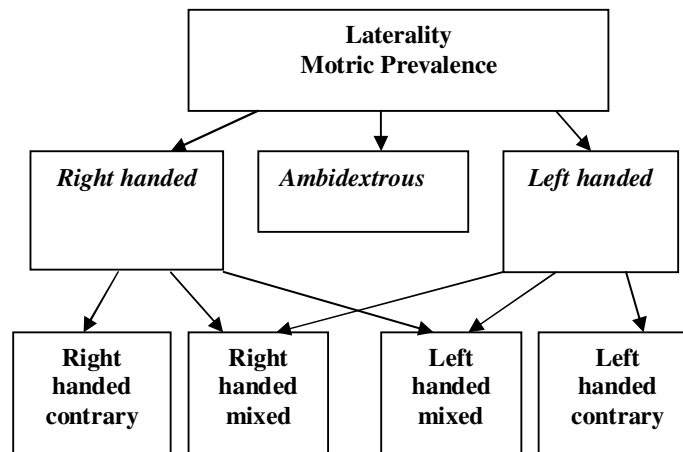 Laterality
Motric Prevalence
Right handed
Ambidextrous
Left handed
Right
handed
contrary
Right
handed
mixed
Left
handed
mixed
Left
handed
contrary